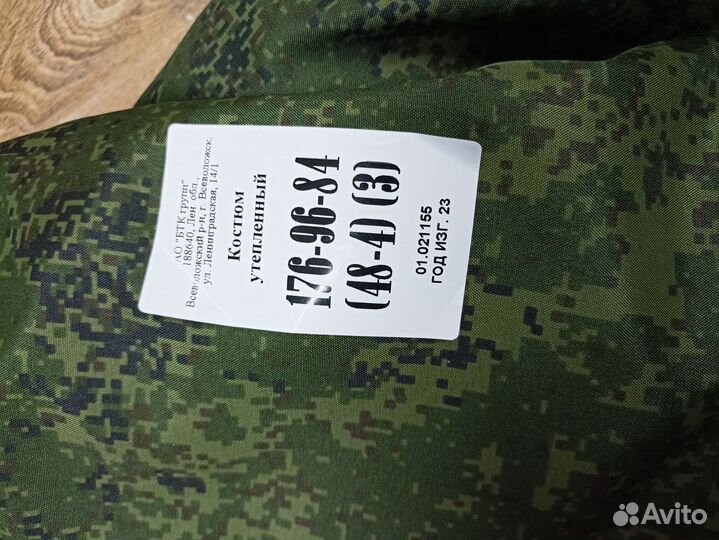 АО "БТК групп"
188640, Лен. обл.,
Всеволожский р-н, г. Всеволожск,
ул. Ленинградская, 14/1
Костюм
утепленный
176-96-84
(48-4) (3)
01.021155
ГОД ИЗГ. 23
Avito